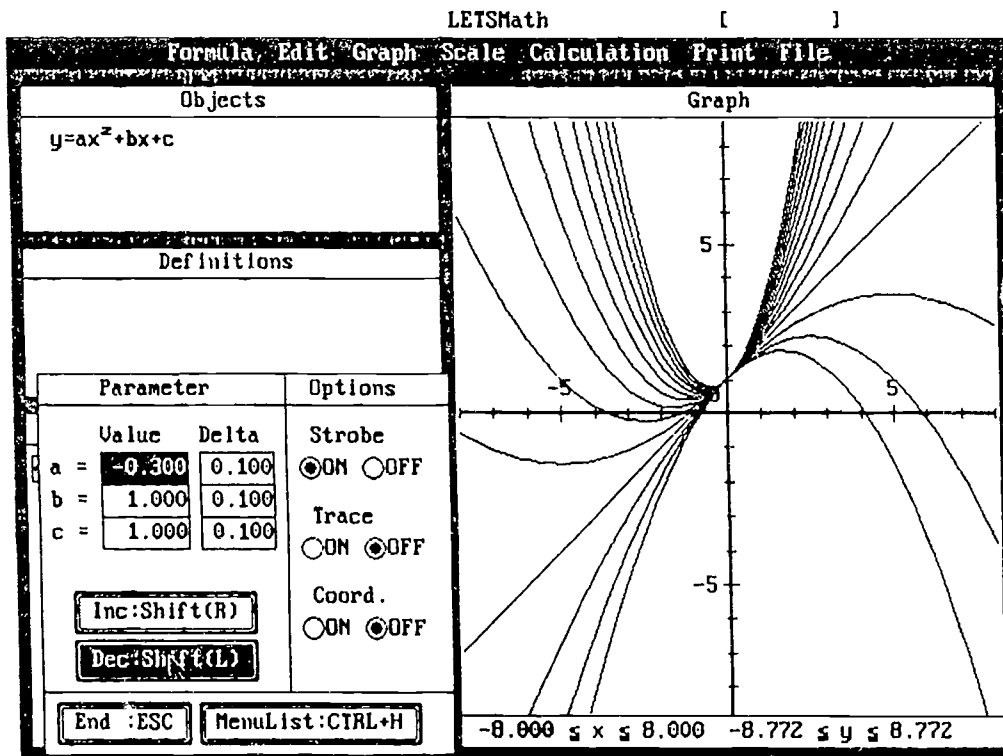 LETSMath [ ]
Formula Edit Graph Scale Calculation Print File
Objects
y=ax²+bx+c
Definitions
Parameter
Value Delta
a = -0.300 0.100
b = 1.000 0.100
c = 1.000 0.100
Inc:Shift(R)
Dec:Shift(L)
Options
Strobe
ON OFF
Trace
ON OFF
Coord.
ON OFF
End :ESC MenuList:CTRL+H
Graph
5
-5
0
5
-5
-8.000 ≦ x ≦ 8.000 -8.772 ≦ y ≦ 8.772